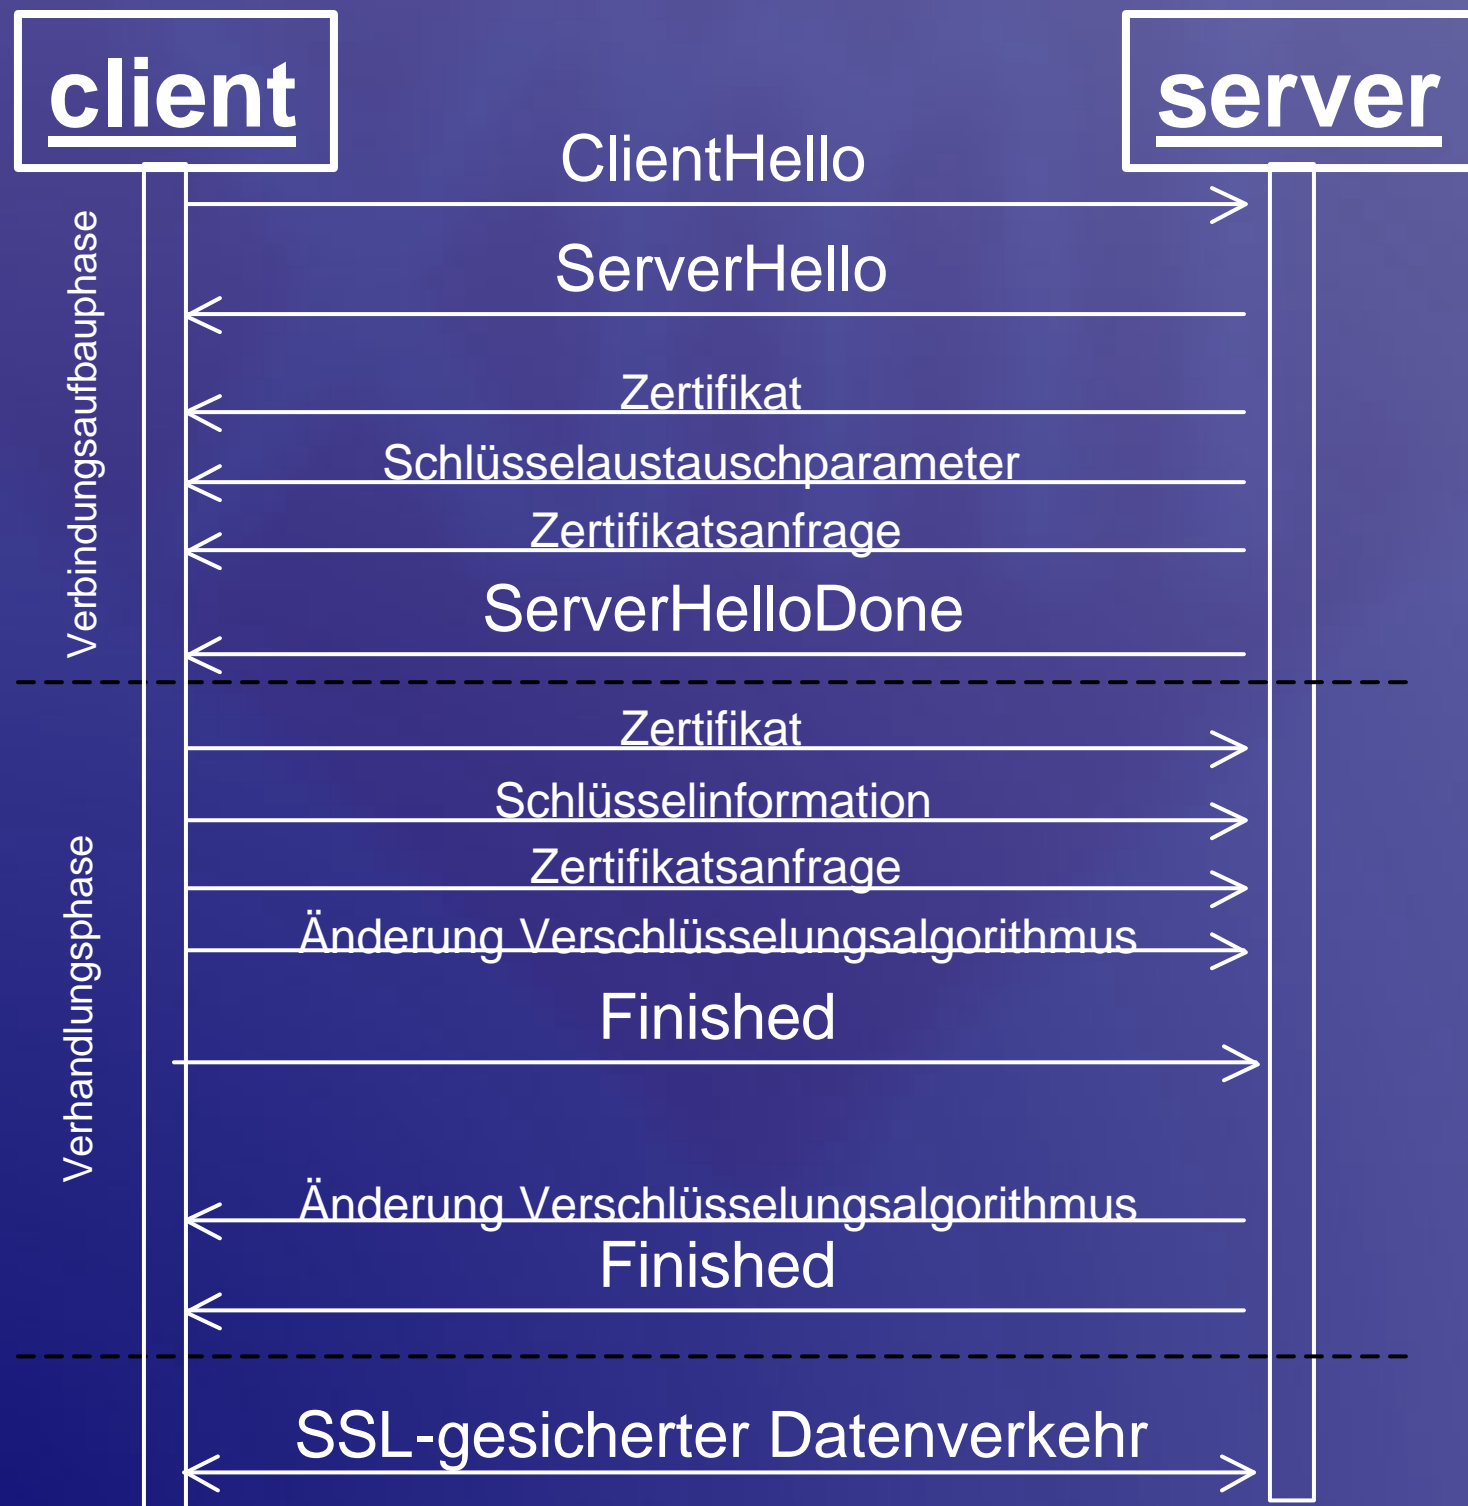 client
server
ClientHello
ServerHello
Zertifikat
Schlüsselaustauschparameter
Zertifikatsanfrage
ServerHelloDone
Verbindungsaufbauphase
Zertifikat
Schlüsselinformation
Zertifikatsanfrage
Änderung Verschlüsselungsalgorithmus
Finished
Änderung Verschlüsselungsalgorithmus
Finished
Verhandlungsphase
SSL-gesicherter Datenverkehr